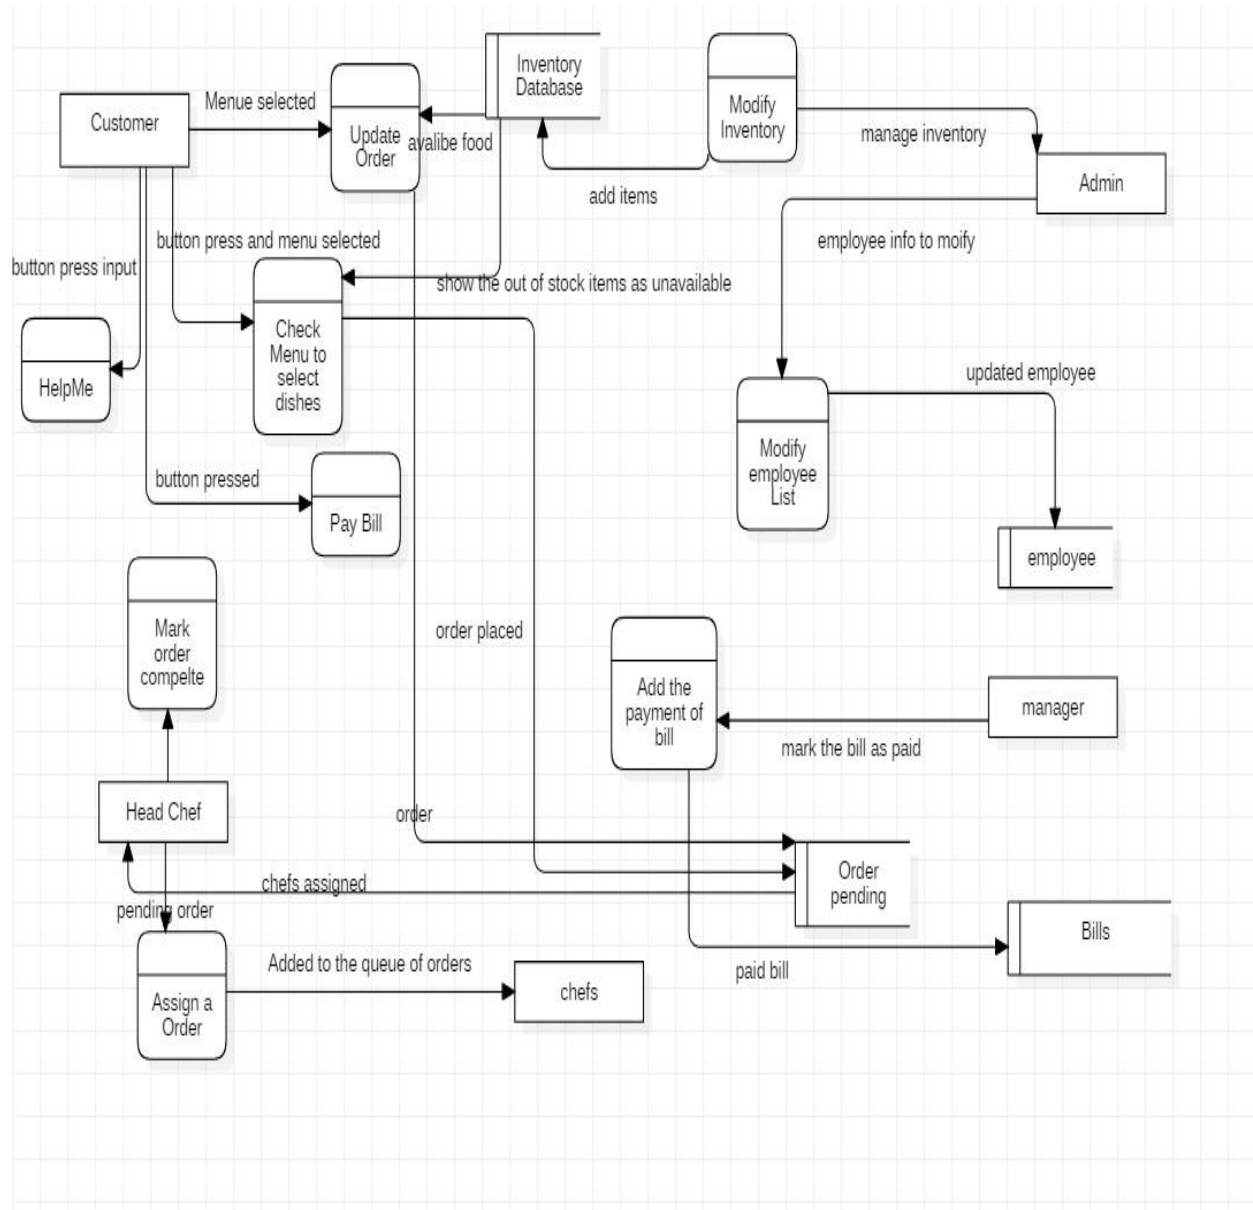 Inventory
Database
Modify
Inventory
Customer
Menue selected
Update
Order
avalibe food
manage inventory
Admin
add items
employee info to moify
button press and menu selected
button press input
show the out of stock items as unavailable
HelpMe
Check
Menu to
select
dishes
updated employee
Modify
employee
List
button pressed
Pay Bill
employee
Mark
order
compelte
order placed
Add the
payment of
bill
manager
mark the bill as paid
Head Chef
order
Order
pending
chefs assigned
pending order
Bills
Added to the queue of orders
paid bill
chefs
Assign a
Order